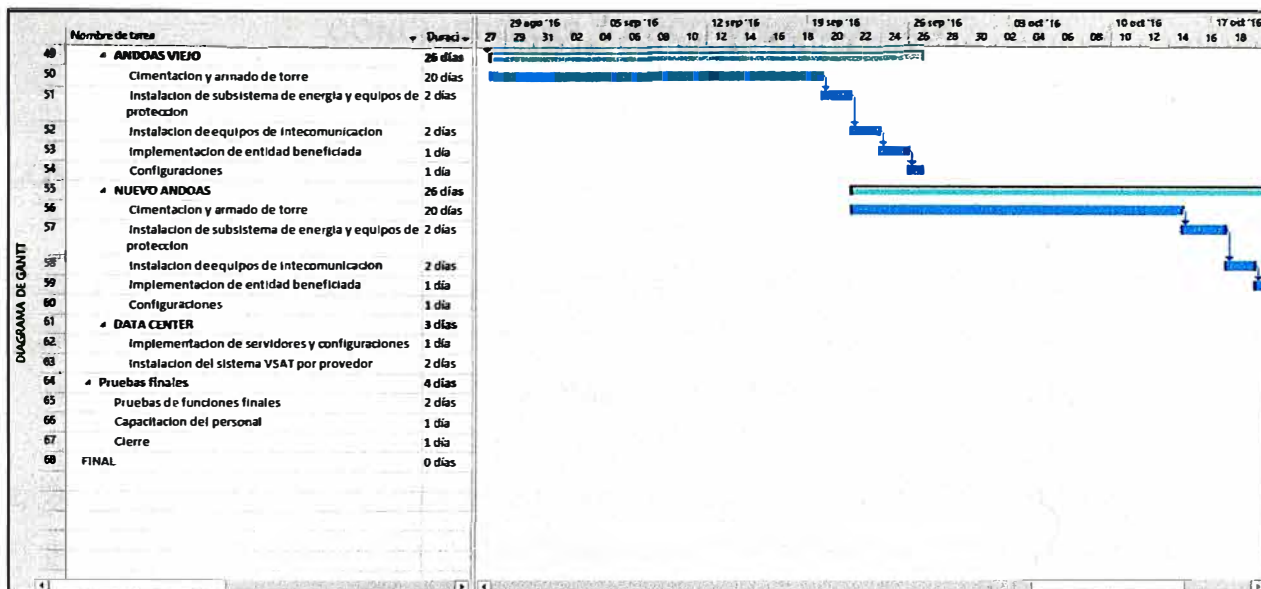 29 ago '16 05 sep '16 12 sep '16 19 sep '16 26 sep '16 03 oct '16 10 oct '16 17 oct '16
Nombre de tarea Duraci 27 29 31 02 04 06 08 10 12 14 16 18 20 22 24 26 28 30 02 04 06 08 10 12 14 16 18
49 ANDOAS VIEJO 26 días
50 Cimentacion y armado de torre 20 días
51 Instalacion de subsistema de energia y equipos de 2 días
proteccion
52 Instalacion de equipos de intecomunicacion 2 días
53 Implementacion de entidad beneficiada 1 día
54 Configuraciones 1 día
55 NUEVO ANDOAS 26 días
56 Cimentacion y armado de torre 20 días
57 Instalacion de subsistema de energia y equipos de 2 días
proteccion
58 Instalacion de equipos de intecomunicacion 2 días
59 Implementacion de entidad beneficiada 1 día
60 Configuraciones 1 día
61 DATA CENTER 3 días
62 Implementacion de servidores y configuraciones 1 día
63 Instalacion del sistema VSAT por provedor 2 días
64 Pruebas finales 4 días
65 Pruebas de funciones finales 2 días
66 Capacitacion del personal 1 día
67 Cierre 1 día
68 FINAL 0 días
DIAGRAMA DE GANTT